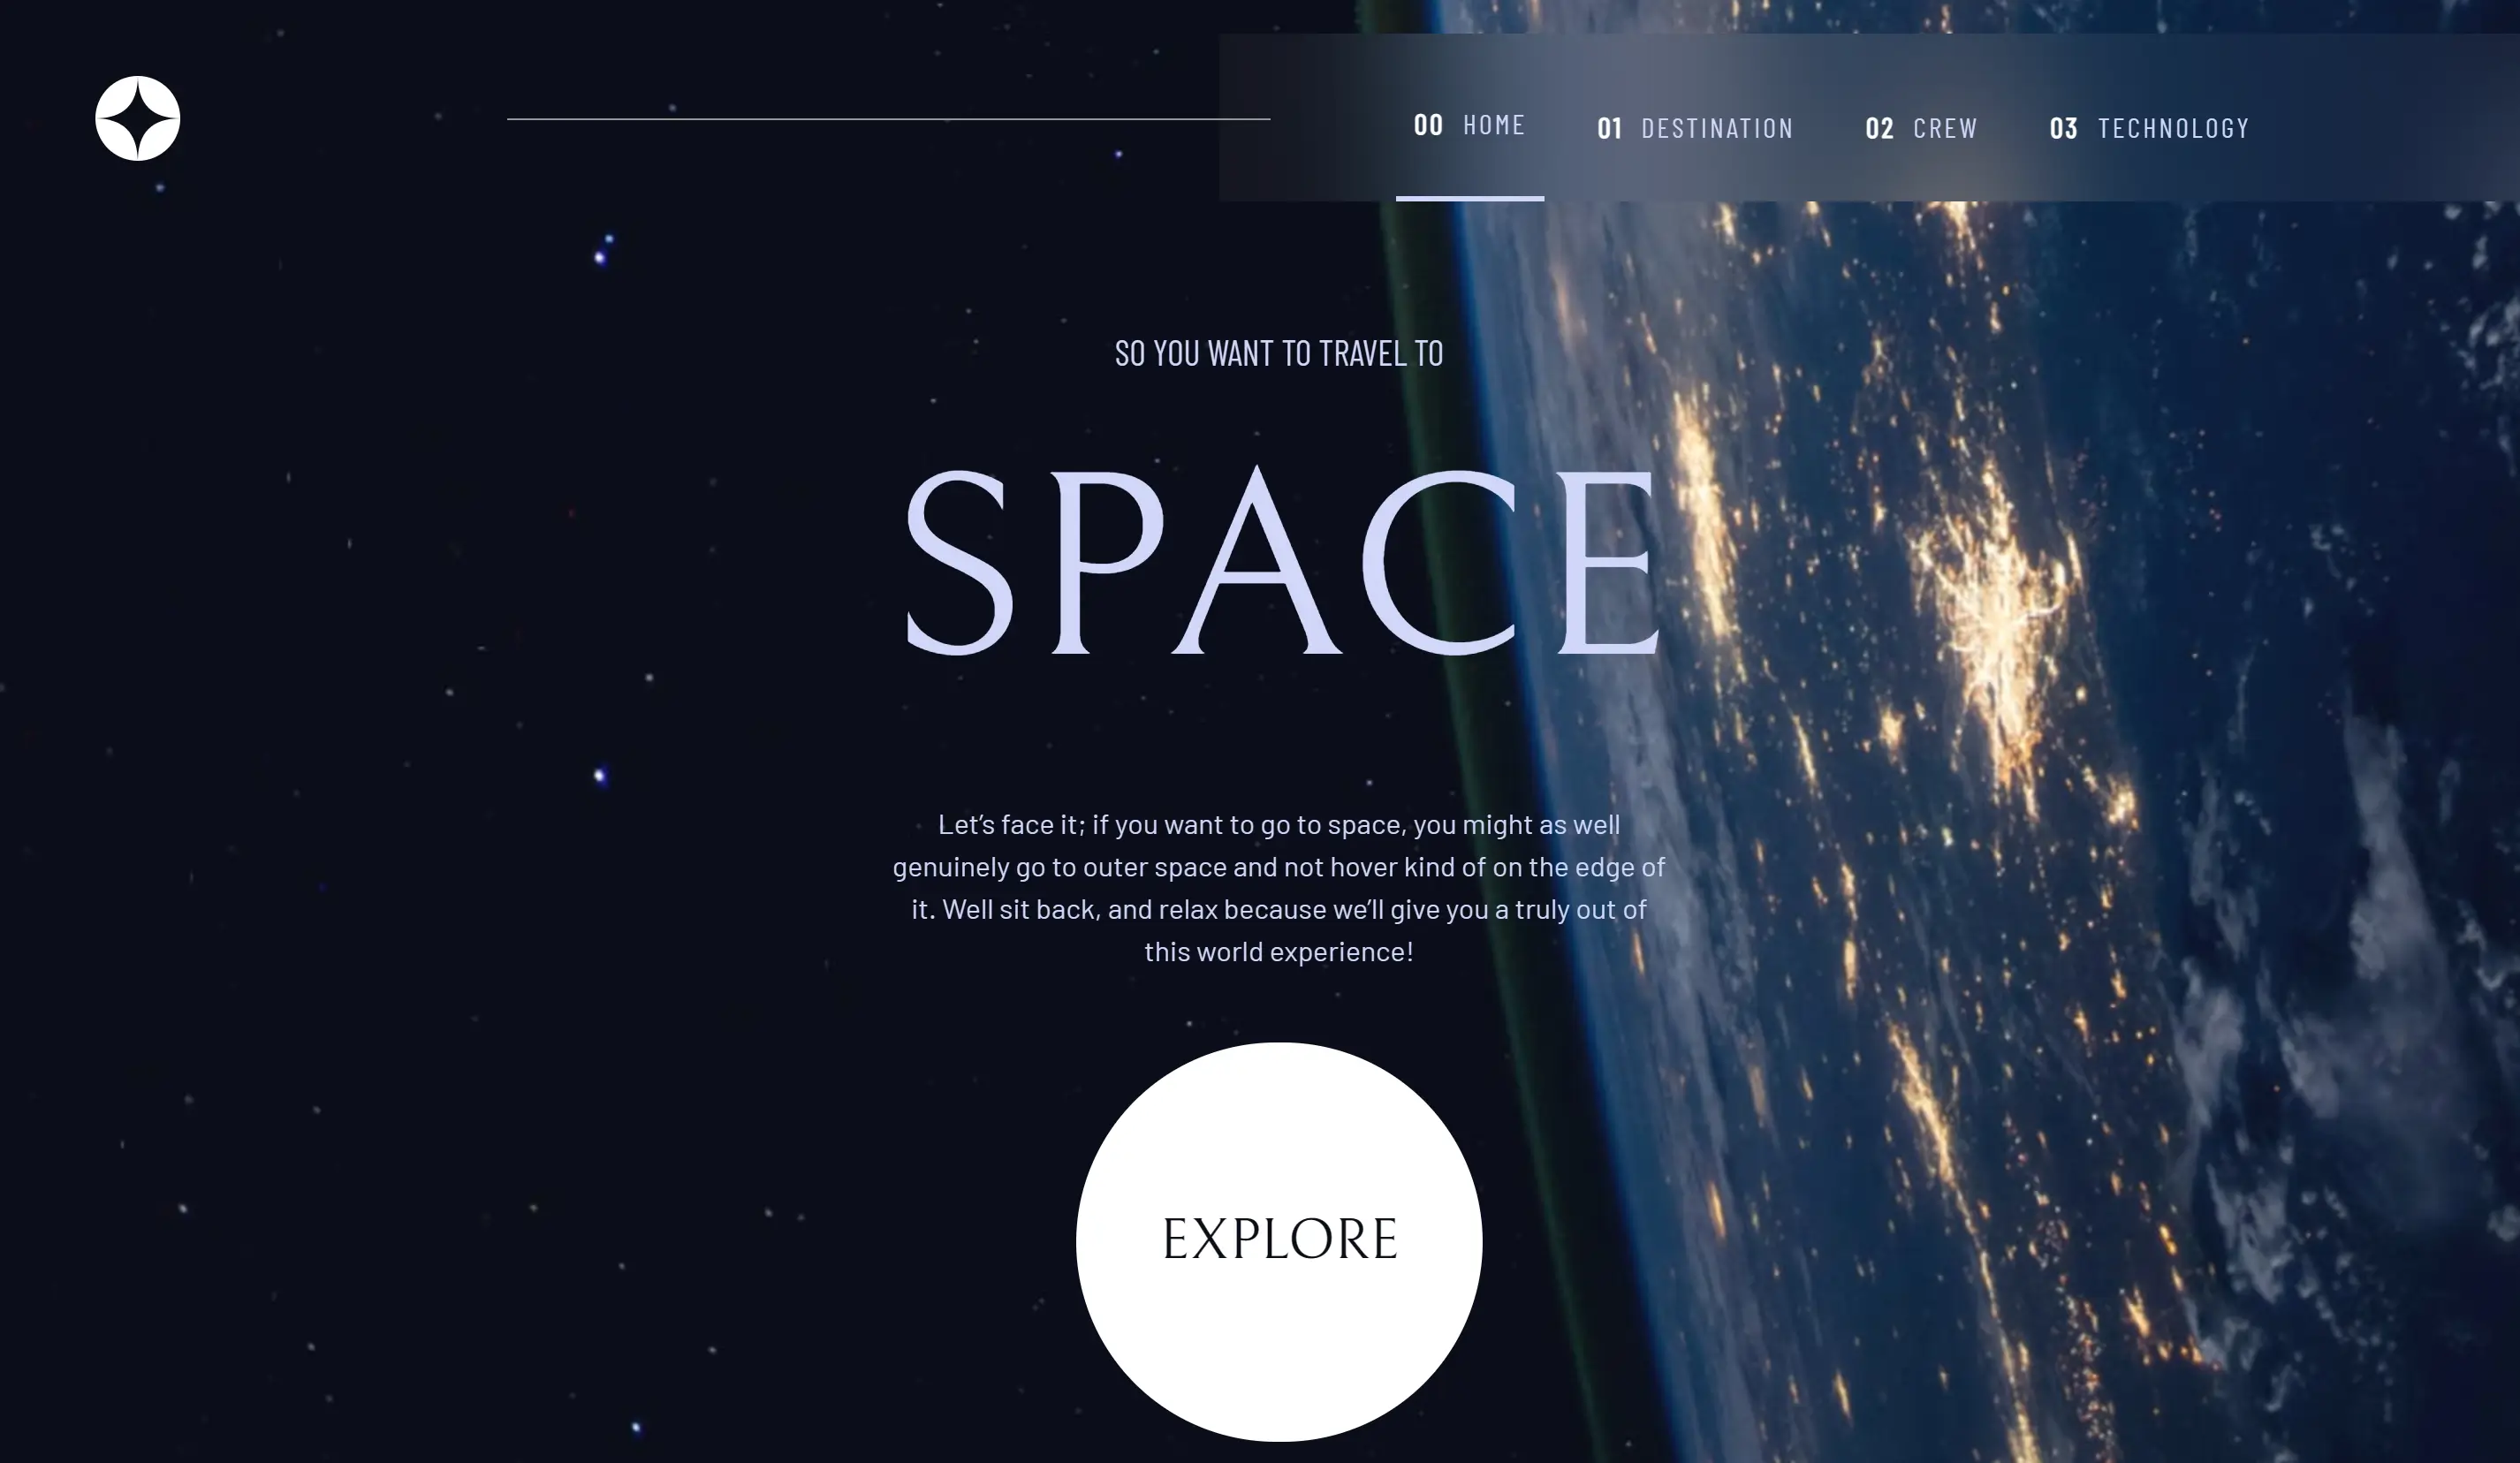 00 HOME 01 DESTINATION 02 CREW 03 TECHNOLOGY
SO YOU WANT TO TRAVEL TO
SPACE
Let’s face it; if you want to go to space, you might as well
genuinely go to outer space and not hover kind of on the edge of
it. Well sit back, and relax because we’ll give you a truly out of
this world experience!
EXPLORE